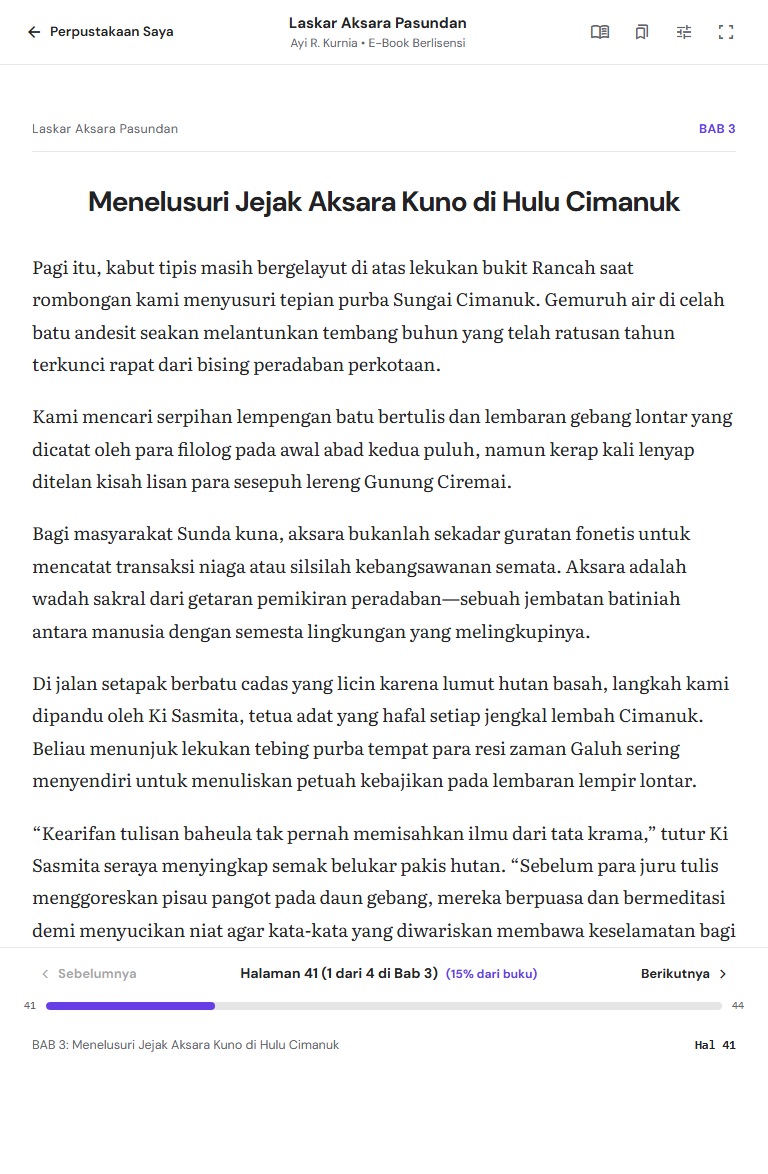 Perpustakaan Saya
Laskar Aksara Pasundan
Ayi R. Kurnia • E-Book Berlisensi
Laskar Aksara Pasundan
BAB 3
Menelusuri Jejak Aksara Kuno di Hulu Cimanuk
Pagi itu, kabut tipis masih bergelayut di atas lekukan bukit Rancah saat
rombongan kami menyusuri tepian purba Sungai Cimanuk. Gemuruh air di celah
batu andesit seakan melantunkan tembang buhun yang telah ratusan tahun
terkunci rapat dari bising peradaban perkotaan.
Kami mencari serpihan lempengan batu bertulis dan lembaran gebang lontar yang
dicatat oleh para filolog pada awal abad kedua puluh, namun kerap kali lenyap
ditelan kisah lisan para sesepuh lereng Gunung Ciremai.
Bagi masyarakat Sunda kuna, aksara bukanlah sekadar guratan fonetis untuk
mencatat transaksi niaga atau silsilah kebangsawanan semata. Aksara adalah
wadah sakral dari getaran pemikiran peradaban—sebuah jembatan batiniah
antara manusia dengan semesta lingkungan yang melingkupinya.
Di jalan setapak berbatu cadas yang licin karena lumut hutan basah, langkah kami
dipandu oleh Ki Sasmita, tetua adat yang hafal setiap jengkal lembah Cimanuk.
Beliau menunjuk lekukan tebing purba tempat para resi zaman Galuh sering
menyendiri untuk menuliskan petuah kebajikan pada lembaran lempir lontar.
“Kearifan tulisan baheula tak pernah memisahkan ilmu dari tata krama,” tutur Ki
Sasmita seraya menyingkap semak belukar pakis hutan. “Sebelum para juru tulis
menggoreskan pisau pangot pada daun gebang, mereka berpuasa dan bermeditasi
demi menyucikan niat agar kata-kata yang diwariskan membawa keselamatan bagi
Sebelumnya
Halaman 41 (1 dari 4 di Bab 3) (15% dari buku)
Berikutnya
41
44
BAB 3: Menelusuri Jejak Aksara Kuno di Hulu Cimanuk
Hal 41